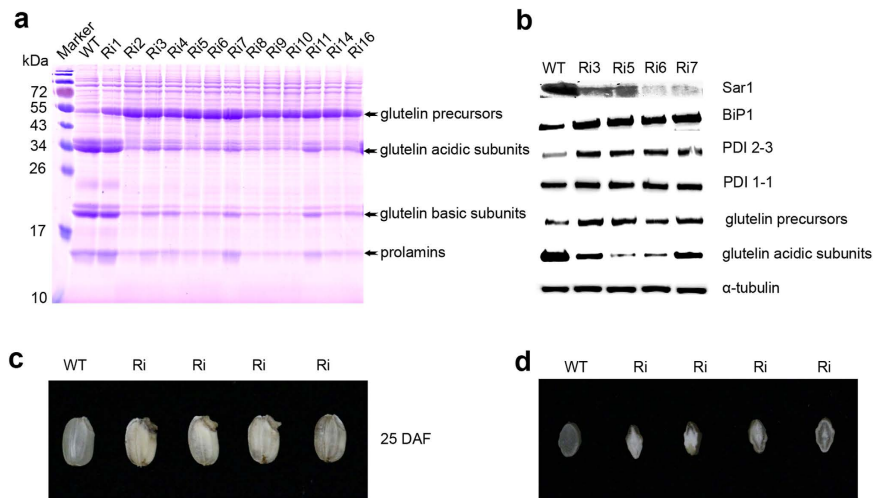 a
Marker WT Ri1 Ri2 Ri3 Ri4 Ri5 Ri6 Ri7 Ri8 Ri9 Ri10 Ri11 Ri14 Ri16
kDa
72
55
43
34
26
17
10
glutelin precursors
glutelin acidic subunits
glutelin basic subunits
prolamins
b
WT Ri3 Ri5 Ri6 Ri7
Sar1
BiP1
PDI 2-3
PDI 1-1
glutelin precursors
glutelin acidic subunits
α-tubulin
c
WT Ri Ri Ri Ri
25 DAF
d
WT Ri Ri Ri Ri